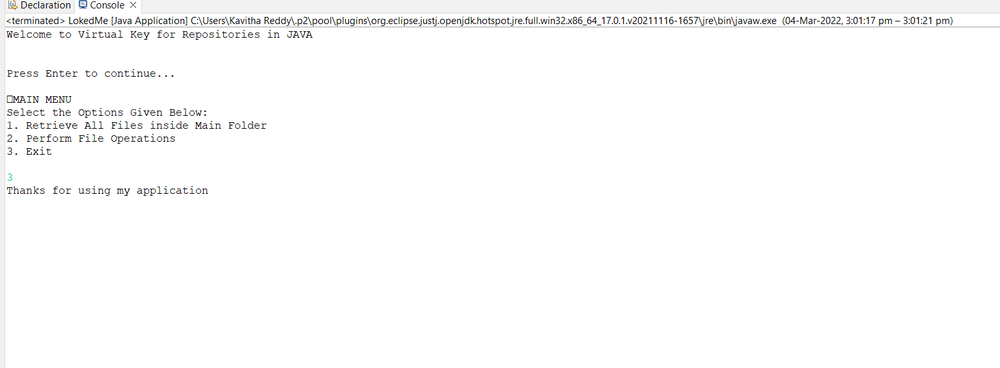 Declaration Console
<terminated> LokedMe [Java Application] C:\Users\Kavitha Reddy\.p2\pool\plugins\org.eclipse.justj.openjdk.hotspot.jre.full.win32.x86_64_17.0.1.v20211116-1657\jre\bin\javaw.exe (04-Mar-2022, 3:01:17 pm – 3:01:21 pm)
Welcome to Virtual Key for Repositories in JAVA
Press Enter to continue...
MAIN MENU
Select the Options Given Below:
1. Retrieve All Files inside Main Folder
2. Perform File Operations
3. Exit
3
Thanks for using my application